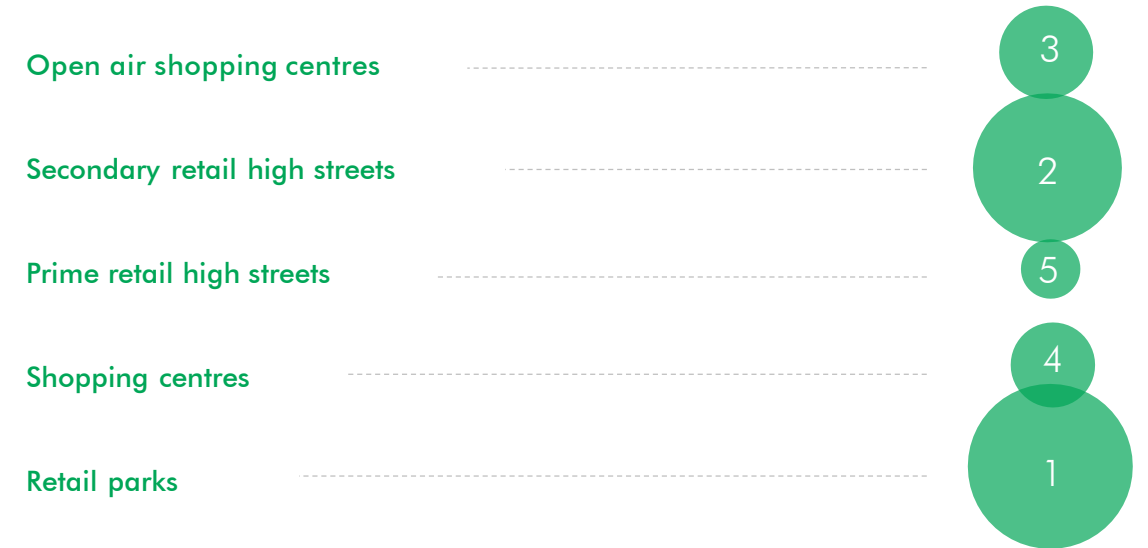 Open air shopping centres
3
Secondary retail high streets
2
Prime retail high streets
5
Shopping centres
4
Retail parks
1